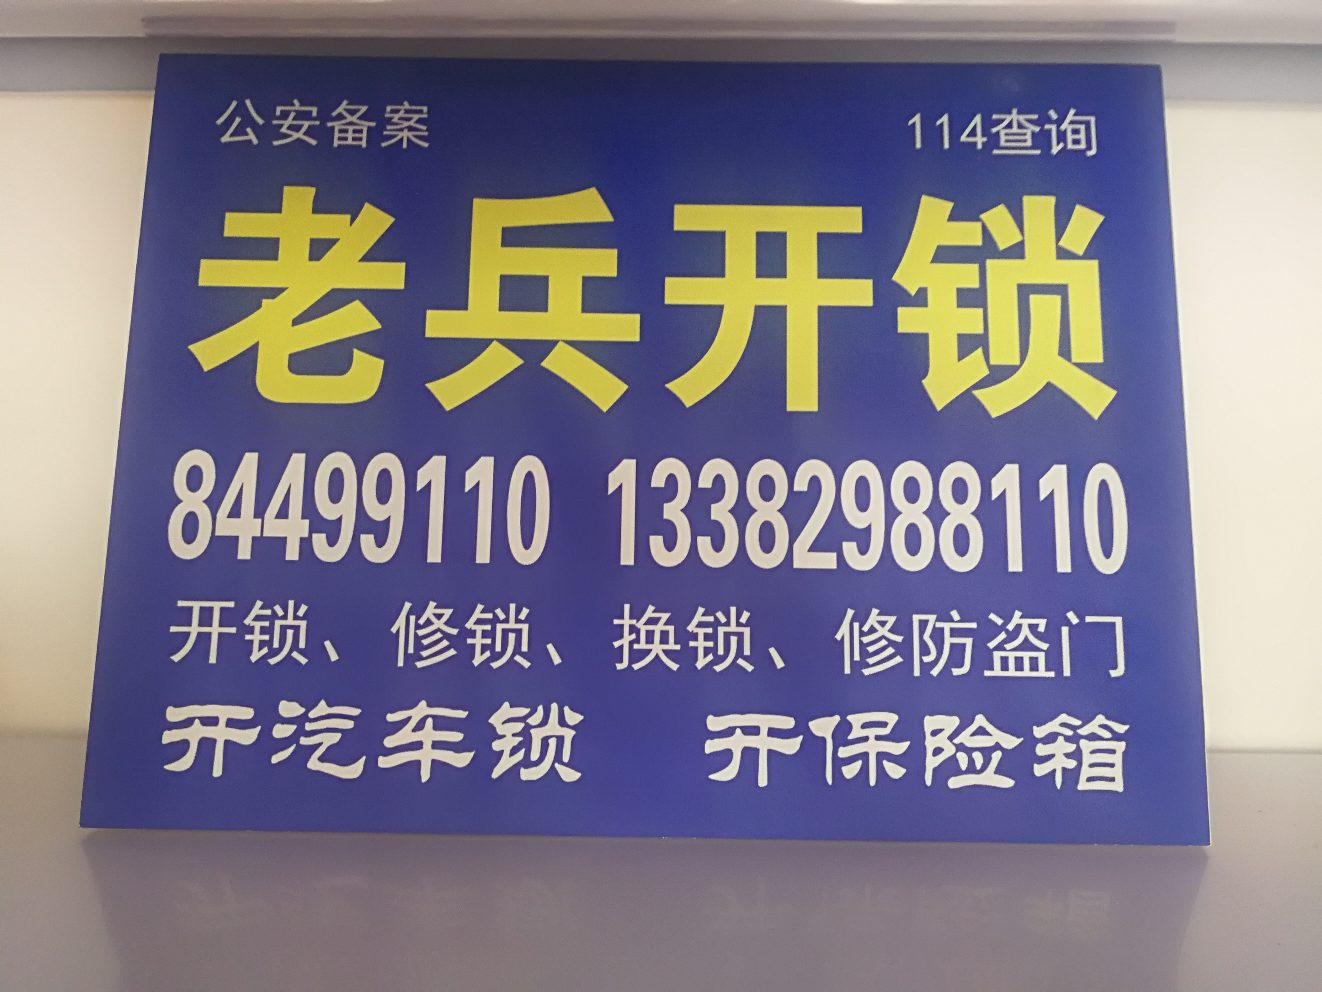 公安备案 114查询
老兵开锁
84499110 13382988110
开锁、修锁、换锁、修防盗门
开汽车锁 开保险箱